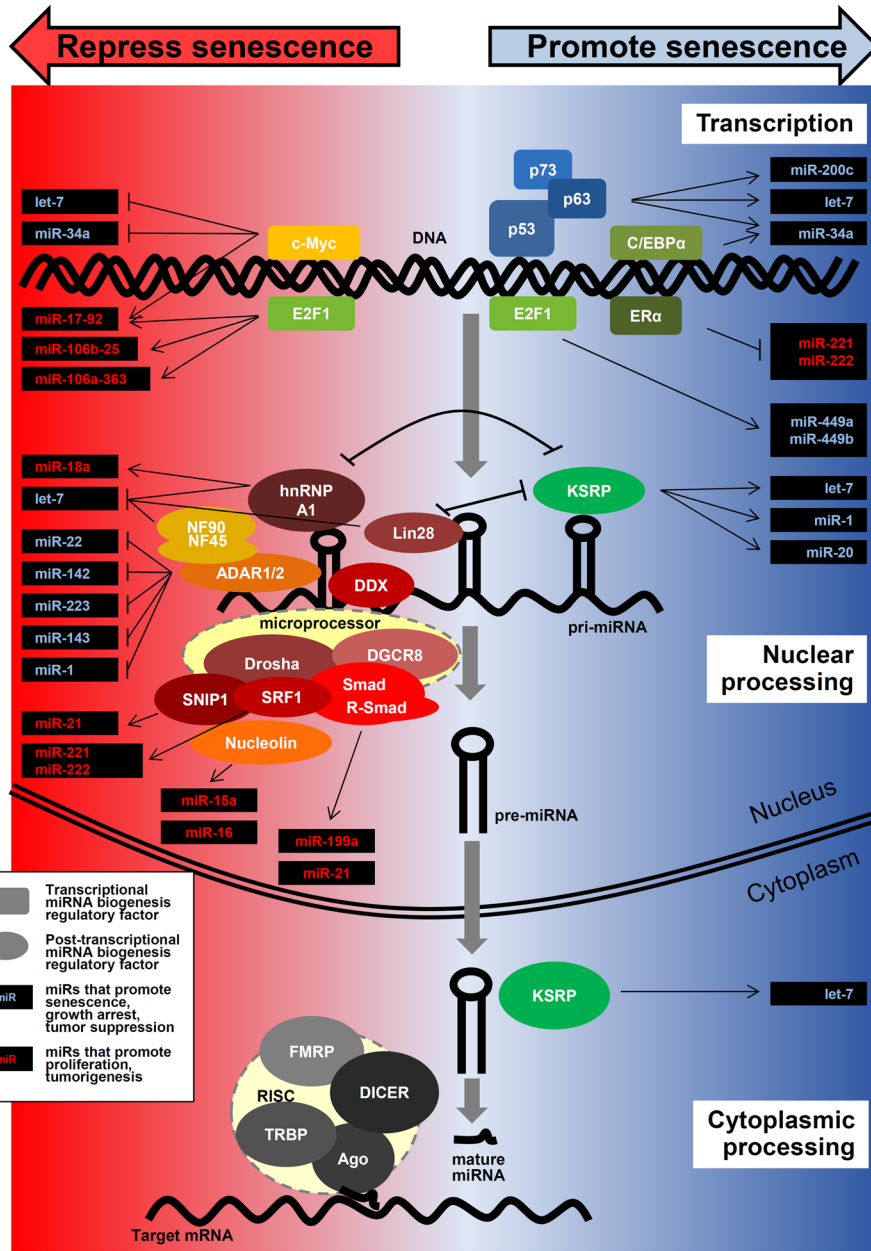 Repress senescence
Promote senescence
Transcription
p73
p63
p53
miR-200c
let-7
miR-34a
let-7
miR-34a
c-Myc
DNA
C/EBPα
E2F1
E2F1
ERα
miR-17-92
miR-106b-25
miR-106a-363
miR-221
miR-222
miR-449a
miR-449b
miR-18a
let-7
miR-22
miR-142
miR-223
miR-143
miR-1
hnRNP
A1
NF90
NF45
ADAR1/2
Lin28
DDX
KSRP
let-7
miR-1
miR-20
pri-miRNA
microprocessor
Drosha
DGCR8
SNIP1
SRF1
Smad
R-Smad
Nucleolin
Nuclear
processing
miR-21
miR-221
miR-222
miR-15a
miR-16
miR-199a
miR-21
pre-miRNA
Nucleus
Cytoplasm
Transcriptional
miRNA biogenesis
regulatory factor
Post-transcriptional
miRNA biogenesis
regulatory factor
miR
miRs that promote
senescence,
growth arrest,
tumor suppression
miR
miRs that promote
proliferation,
tumorigenesis
KSRP
let-7
FMRP
RISC
DICER
TRBP
Ago
mature
miRNA
Cytoplasmic
processing
Target mRNA